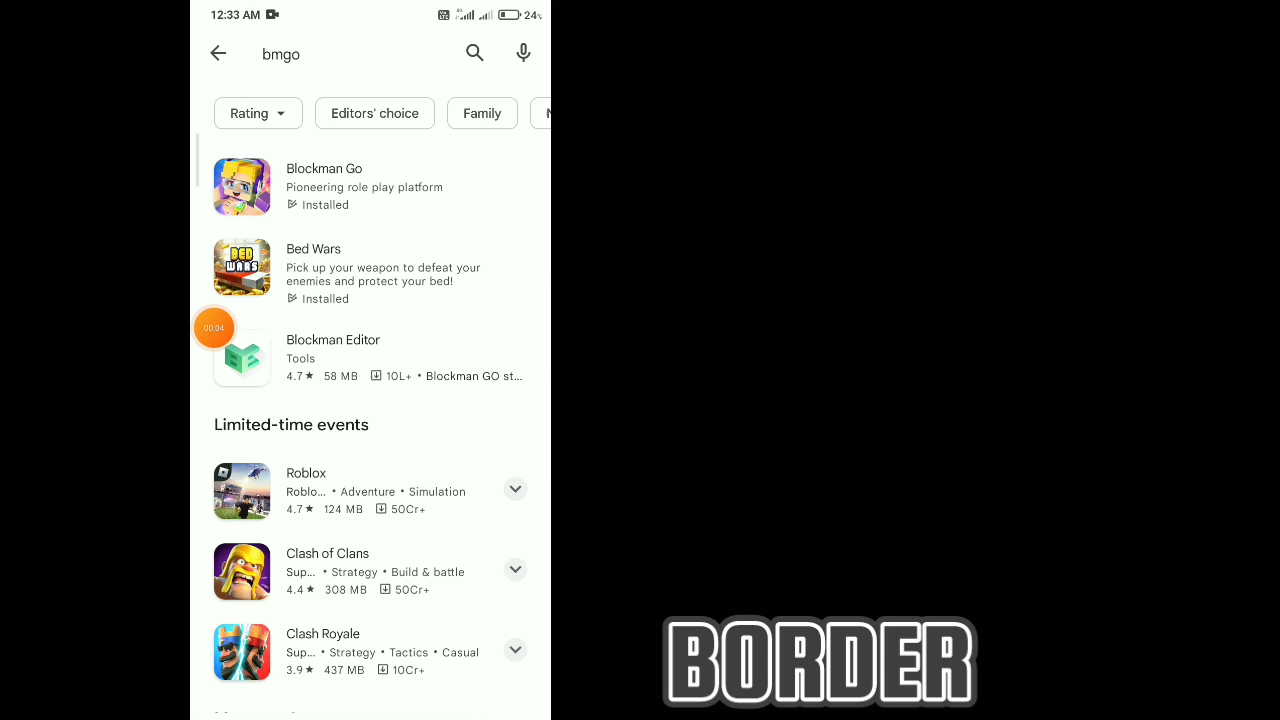 12:33 AM 24%
bmgo
Rating Editors' choice Family N
Blockman Go
Pioneering role play platform
Installed
BED WARS
Bed Wars
Pick up your weapon to defeat your
enemies and protect your bed!
Installed
00:04
Blockman Editor
Tools
4.7★ 58 MB 10L+ • Blockman GO st...
Limited-time events
Roblox
Roblo... • Adventure • Simulation
4.7★ 124 MB 50Cr+
Clash of Clans
Sup... • Strategy • Build & battle
4.4★ 308 MB 50Cr+
Clash Royale
Sup... • Strategy • Tactics • Casual
3.9★ 437 MB 10Cr+
BORDER